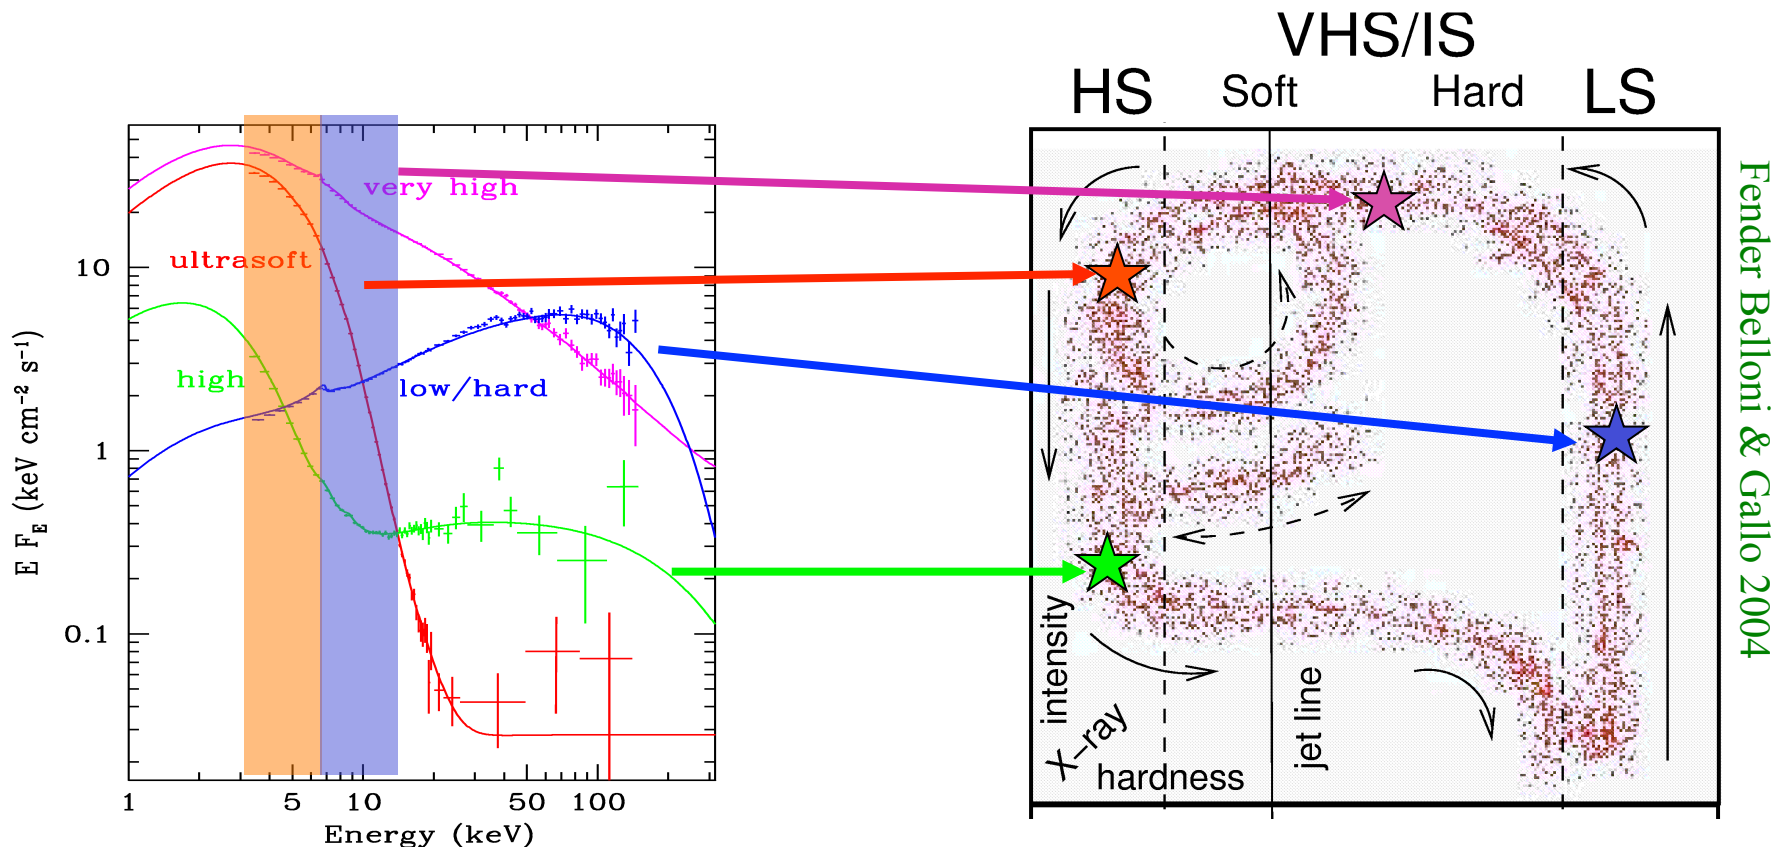 VHS/IS
HS
Soft
Hard
LS
very high
ultrasoft
high
low/hard
10
1
0.1
E F_E (keV cm⁻² s⁻¹)
1
5
10
50
100
Energy (keV)
intensity
X–ray
hardness
jet line
Fender Belloni & Gallo 2004